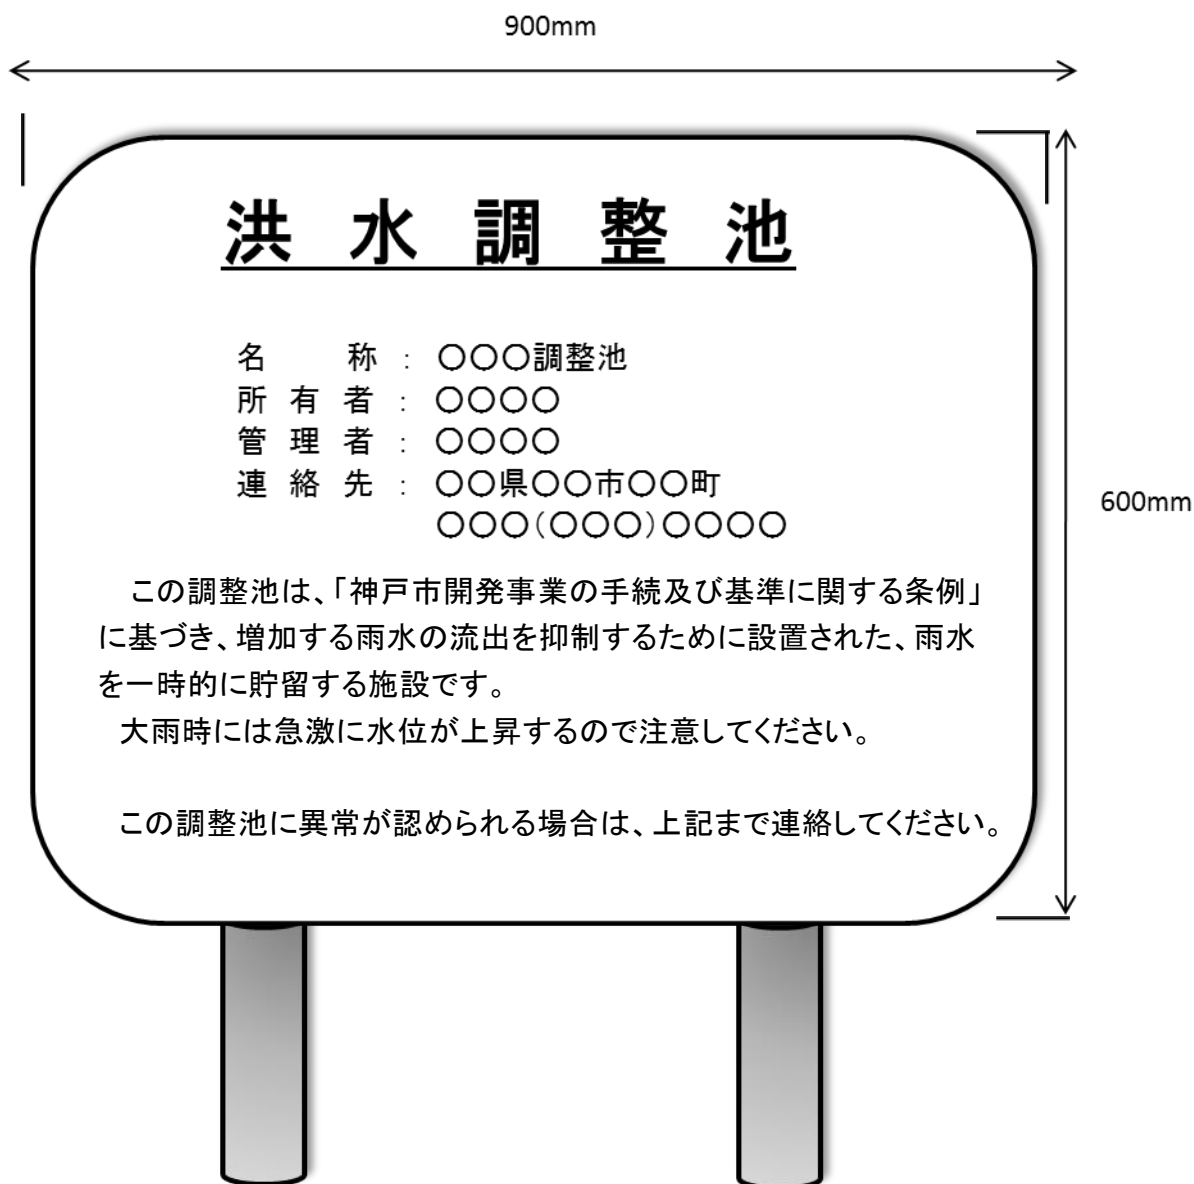 900mm
洪水調整池
名　　称 : 〇〇〇調整池
所有者 : 〇〇〇〇
管理者 : 〇〇〇〇
連絡先 : 〇〇県〇〇市〇〇町
〇〇〇(〇〇〇)〇〇〇〇
600mm
この調整池は、「神戸市開発事業の手続及び基準に関する条例」
に基づき、増加する雨水の流出を抑制するために設置された、雨水
を一時的に貯留する施設です。
大雨時には急激に水位が上昇するので注意してください。
この調整池に異常が認められる場合は、上記まで連絡してください。